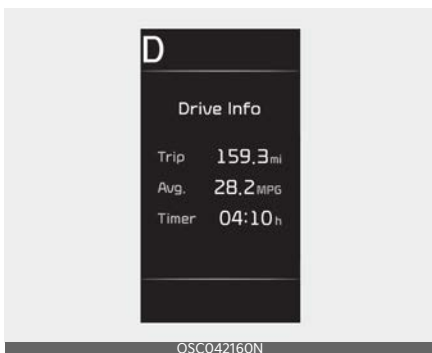 D
Drive Info
Trip 159.3mi
Avg. 28.2MPG
Timer 04:10h
OSC042160N